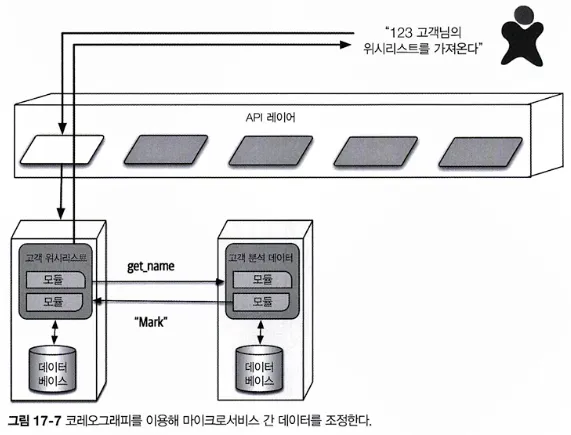 “123 고객님의
위시리스트를 가져온다”
API 레이어
고객 위시리스트
모듈
모듈
데이터
베이스
get_name
“Mark”
고객 분석 데이터
모듈
모듈
데이터
베이스
그림 17-7 코레오그래피를 이용해 마이크로서비스 간 데이터를 조정한다.